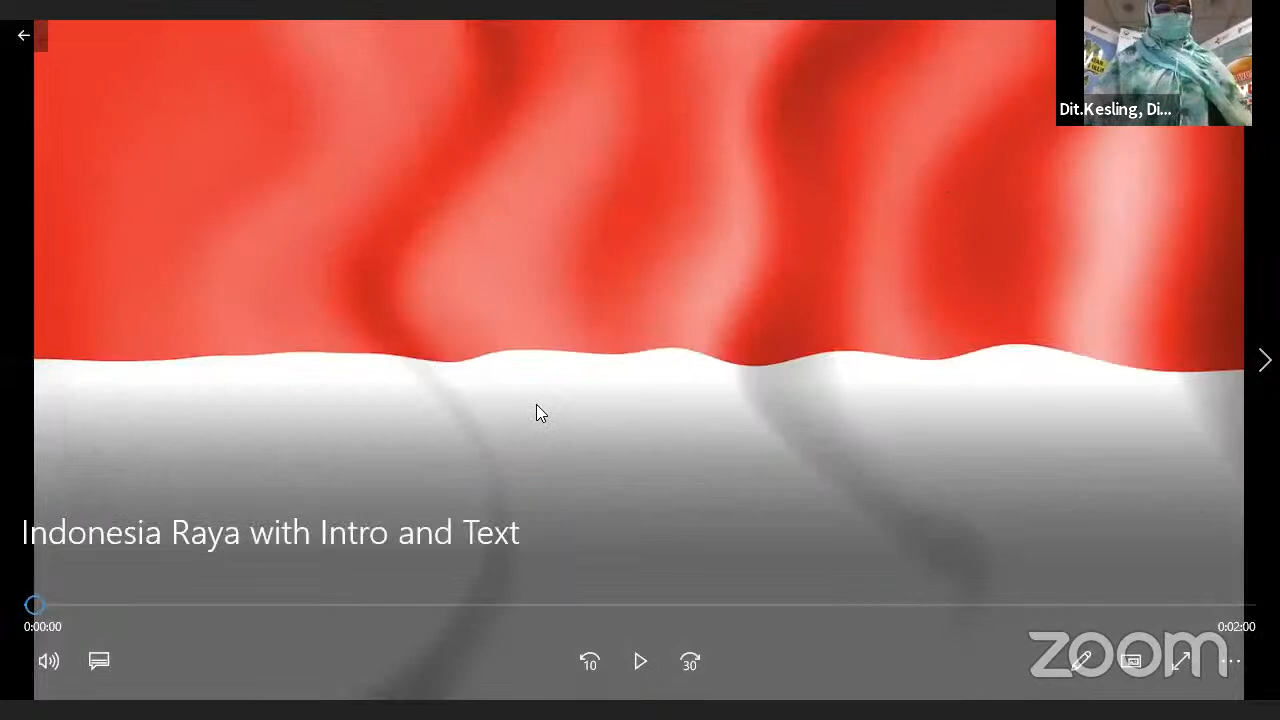 Dit.Kesling, Di...
Indonesia Raya with Intro and Text
0:00:00
0:02:00
10
30
zoom